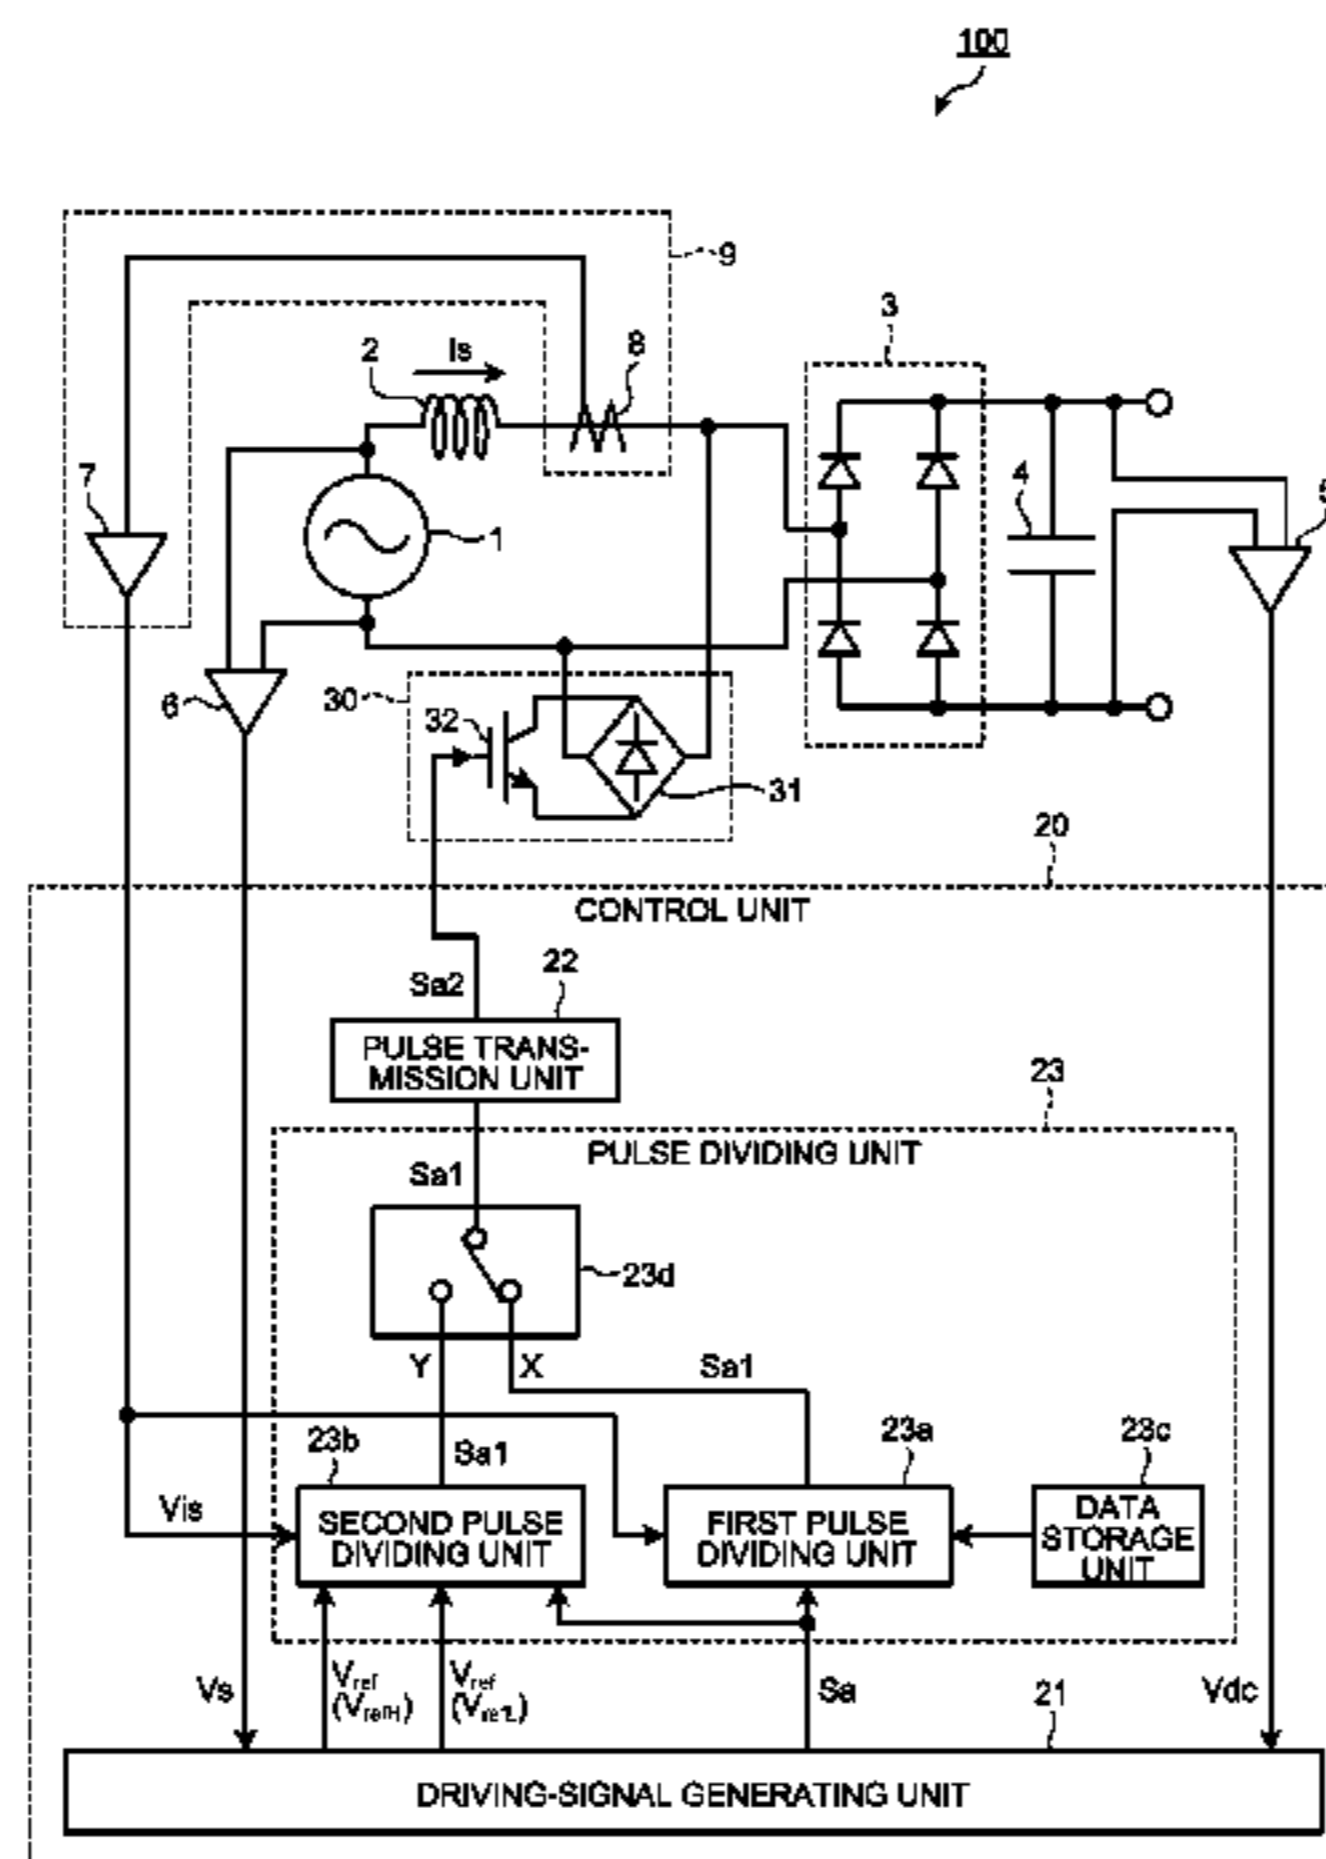 100
9
3
2
Is
8
7
1
4
5
6
30
32
31
20
CONTROL UNIT
22
Sa2
PULSE TRANS-
MISSION UNIT
23
PULSE DIVIDING UNIT
Sa1
23d
Y
X
Sa1
23b
Sa1
23a
23c
Vis
SECOND PULSE
DIVIDING UNIT
FIRST PULSE
DIVIDING UNIT
DATA
STORAGE
UNIT
Vs
Vref
(VrefH)
Vref
(VrefL)
Sa
21
Vdc
DRIVING-SIGNAL GENERATING UNIT